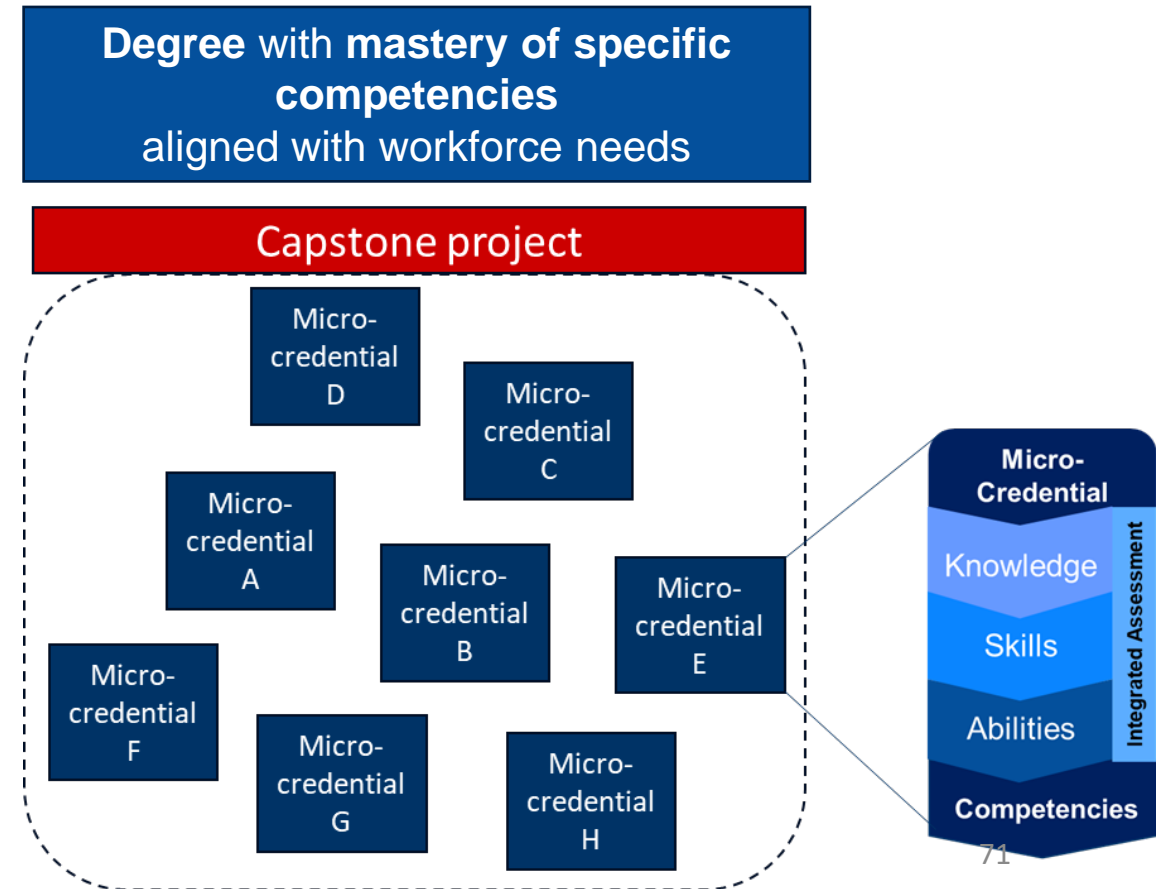 Degree with mastery of specific
competencies
aligned with workforce needs
Capstone project
Micro-
credential
D
Micro-
credential
C
Micro-
credential
A
Micro-
credential
B
Micro-
credential
E
Micro-
credential
F
Micro-
credential
G
Micro-
credential
H
Micro-
Credential
Knowledge
Skills
Abilities
Integrated Assessment
Competencies
71